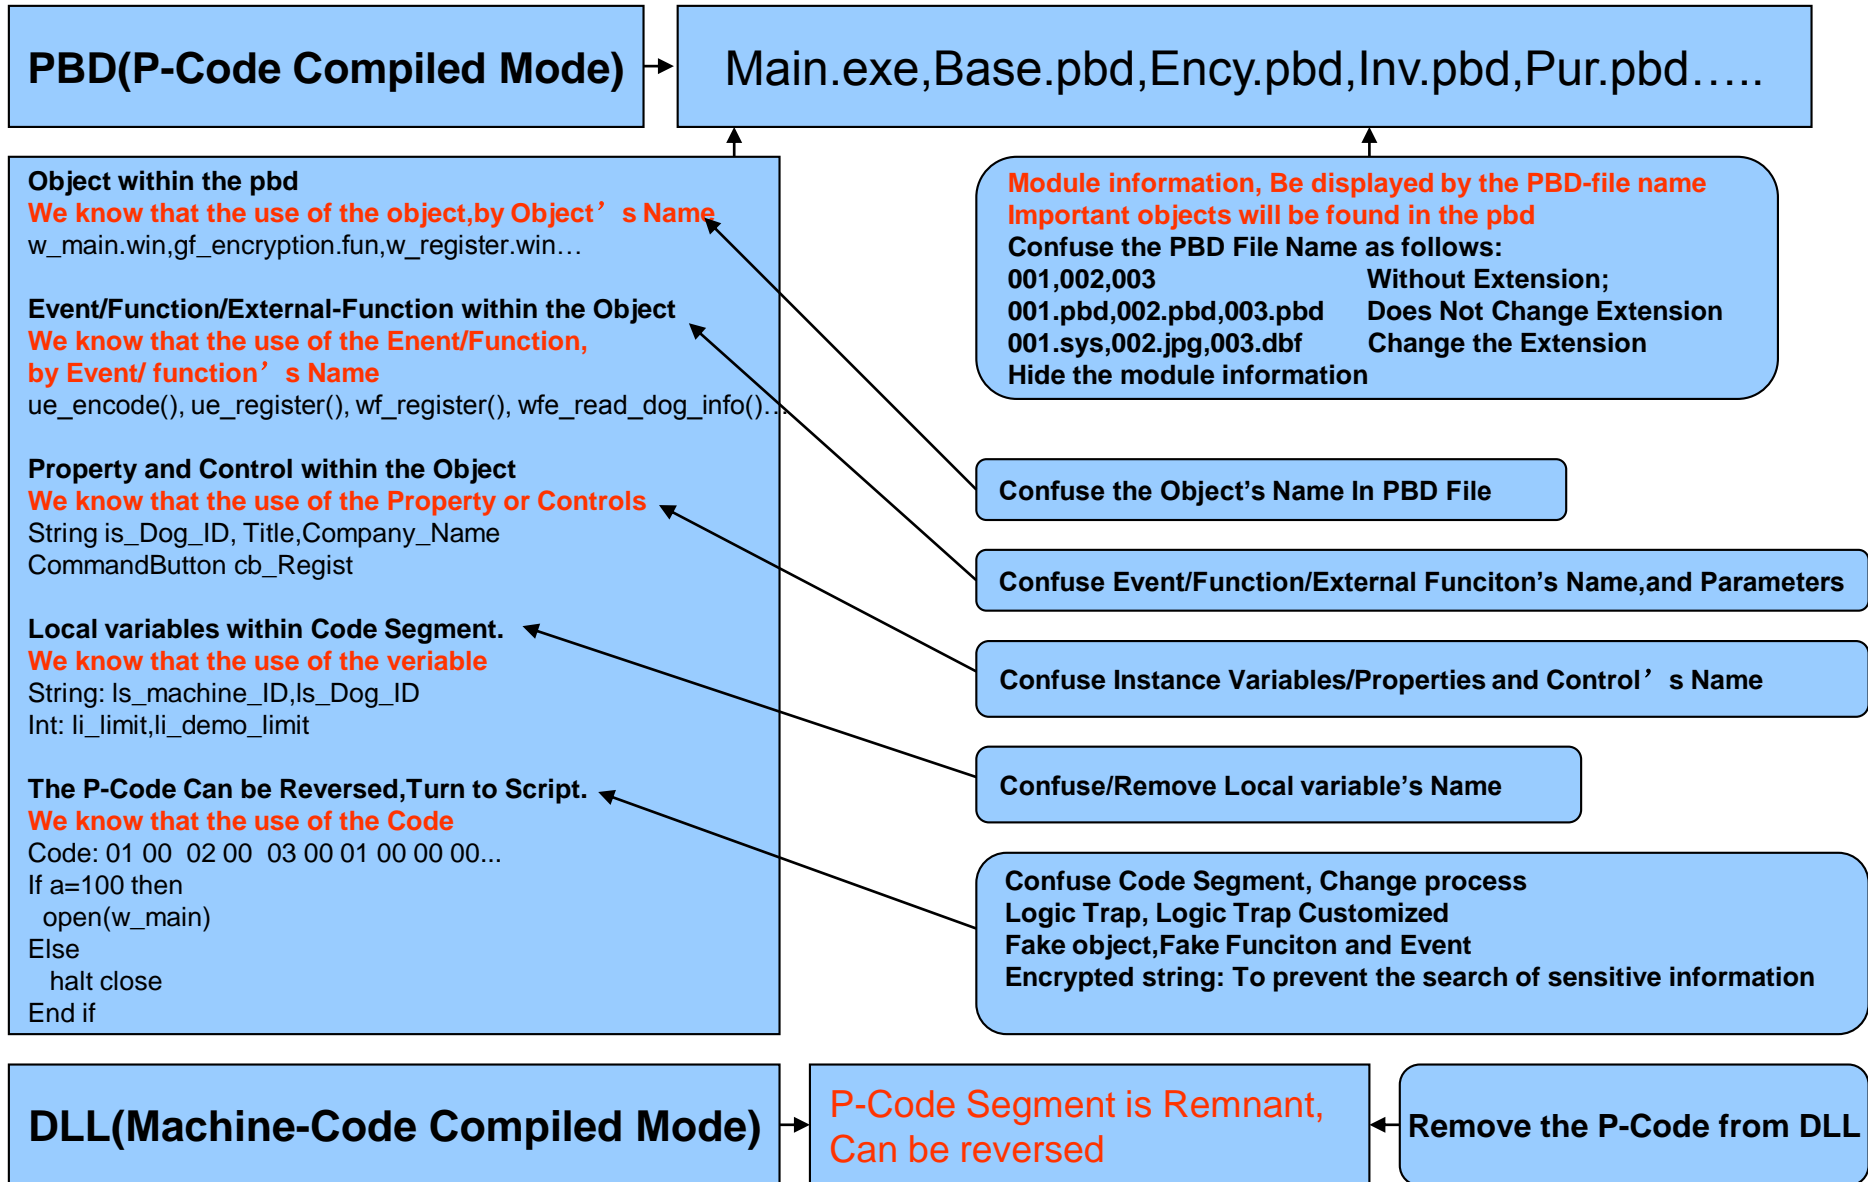 PBD(P-Code Compiled Mode)
Main.exe,Base.pbd,Ency.pbd,Inv.pbd,Pur.pbd…..
Object within the pbd
We know that the use of the object,by Object’s Name
w_main.win,gf_encryption.fun,w_register.win…
Event/Function/External-Function within the Object
We know that the use of the Enent/Function,
by Event/ function’s Name
ue_encode(), ue_register(), wf_register(), wfe_read_dog_info()…
Property and Control within the Object
We know that the use of the Property or Controls
String is_Dog_ID, Title,Company_Name
CommandButton cb_Regist
Local variables within Code Segment.
We know that the use of the veriable
String: ls_machine_ID,ls_Dog_ID
Int: li_limit,li_demo_limit
The P-Code Can be Reversed,Turn to Script.
We know that the use of the Code
Code: 01 00 02 00 03 00 01 00 00 00...
If a=100 then
open(w_main)
Else
halt close
End if
Module information, Be displayed by the PBD-file name
Important objects will be found in the pbd
Confuse the PBD File Name as follows:
001,002,003 Without Extension;
001.pbd,002.pbd,003.pbd Does Not Change Extension
001.sys,002.jpg,003.dbf Change the Extension
Hide the module information
Confuse the Object’s Name In PBD File
Confuse Event/Function/External Funciton’s Name,and Parameters
Confuse Instance Variables/Properties and Control’s Name
Confuse/Remove Local variable’s Name
Confuse Code Segment, Change process
Logic Trap, Logic Trap Customized
Fake object,Fake Funciton and Event
Encrypted string: To prevent the search of sensitive information
DLL(Machine-Code Compiled Mode)
P-Code Segment is Remnant,
Can be reversed
Remove the P-Code from DLL